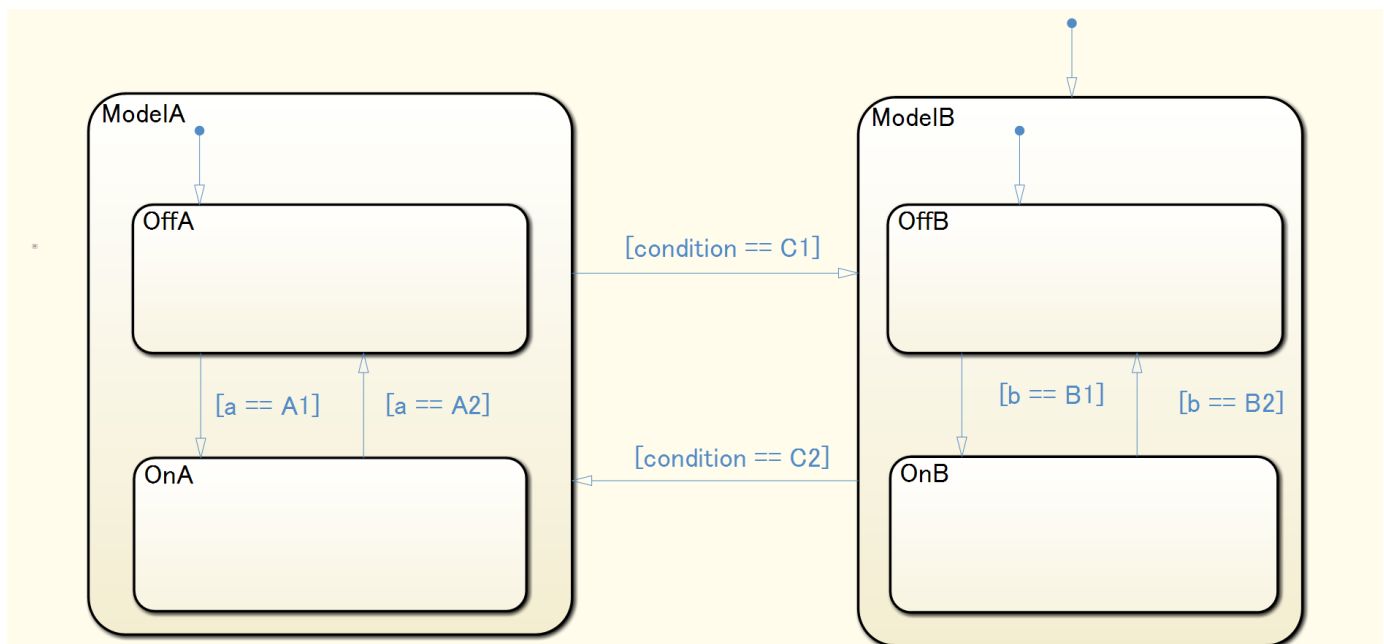 ModelA
ModelB
OffA
OffB
[condition == C1]
[a == A1]
[a == A2]
[b == B1]
[b == B2]
[condition == C2]
OnA
OnB